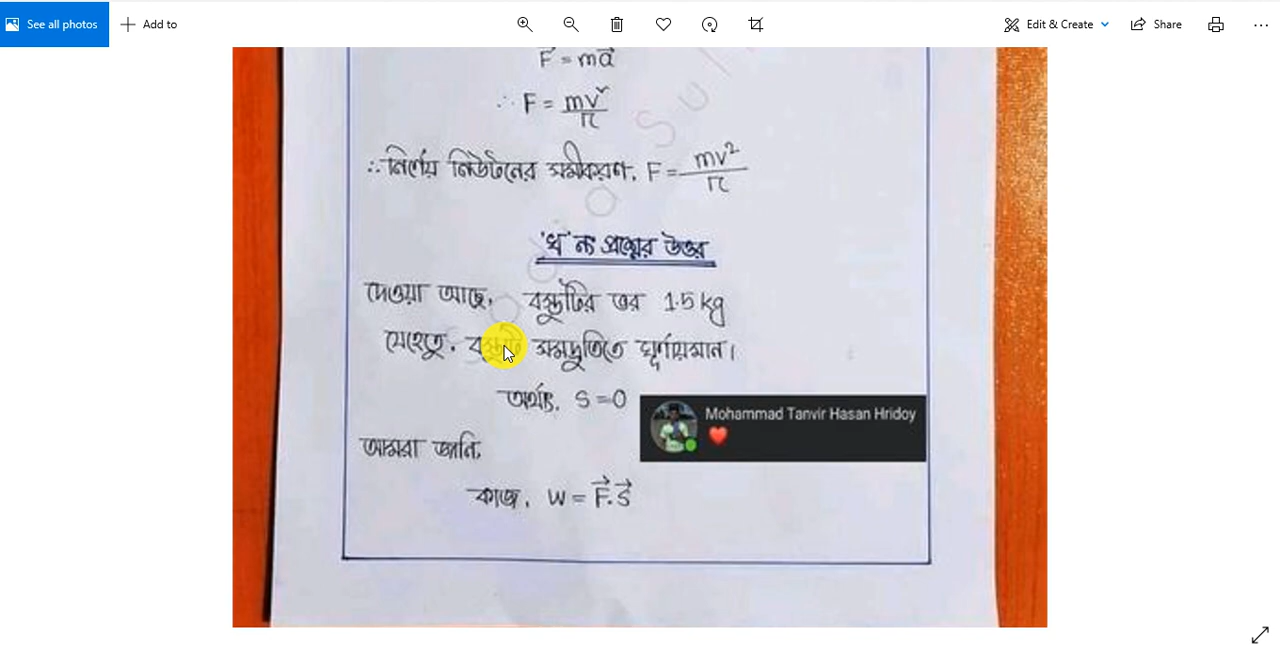 See all photos
Add to
Edit & Create
Share
F⃗ = ma⃗
∴ F = mv²/r
∴ নির্ণেয় নিউটনের সমীকরণ, F = mv²/r
'খ' নং প্রশ্নের উত্তর
দেওয়া আছে, বস্তুটির ভর 1.5 kg
যেহেতু, বস্তুটি সমদ্রুতিতে ঘূর্ণায়মান।
অর্থাৎ, S = 0
Mohammad Tanvir Hasan Hridoy
আমরা জানি,
কাজ, W = F⃗.S⃗